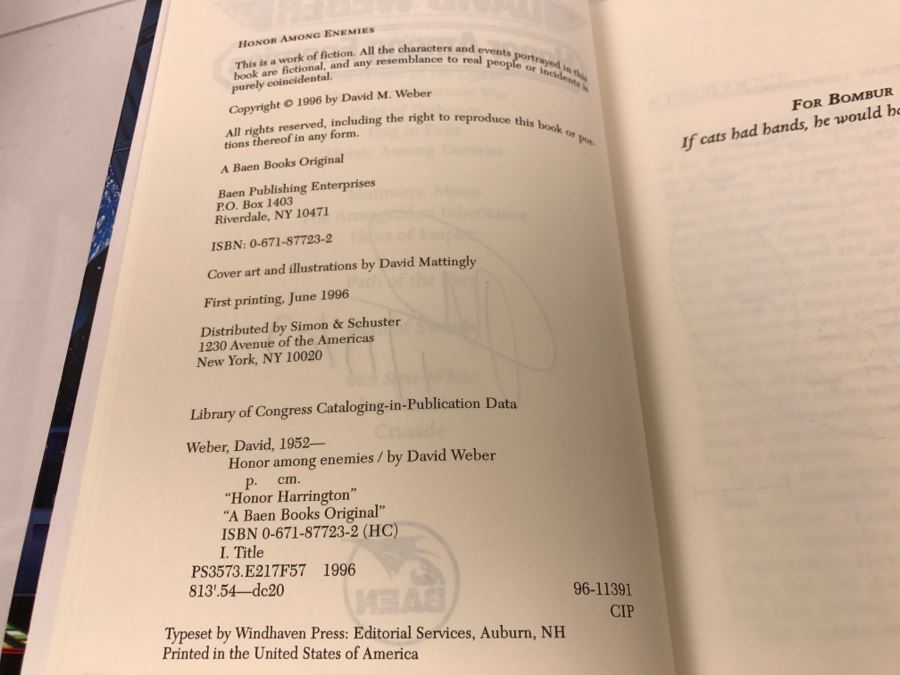 HONOR AMONG ENEMIES
This is a work of fiction. All the characters and events portrayed in this
book are fictional, and any resemblance to real people or incidents is
purely coincidental.
Copyright © 1996 by David M. Weber
All rights reserved, including the right to reproduce this book or por-
tions thereof in any form.
A Baen Books Original
Baen Publishing Enterprises
P.O. Box 1403
Riverdale, NY 10471
ISBN: 0-671-87723-2
Cover art and illustrations by David Mattingly
First printing, June 1996
Distributed by Simon & Schuster
1230 Avenue of the Americas
New York, NY 10020
Library of Congress Cataloging-in-Publication Data
Weber, David, 1952—
Honor among enemies / by David Weber
p. cm.
"Honor Harrington"
"A Baen Books Original"
ISBN 0-671-87723-2 (HC)
I. Title
PS3573.E217F57 1996
813'.54—dc20 96-11391
CIP
Typeset by Windhaven Press: Editorial Services, Auburn, NH
Printed in the United States of America
FOR BOMBUR
If cats had hands, he would